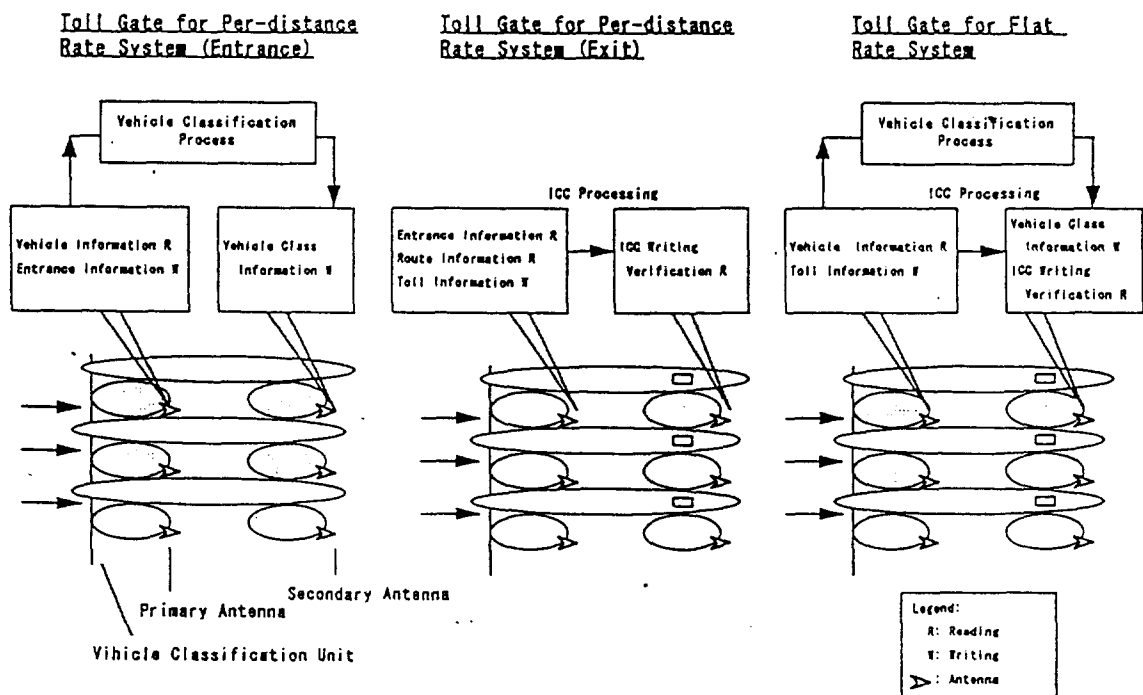 Toll Gate for Per-distance
Rate System (Entrance)
Toll Gate for Per-distance
Rate System (Exit)
Toll Gate for Flat
Rate System
Vehicle Classification
Process
Vehicle Classification
Process
ICC Processing
ICC Processing
Vehicle Information R
Entrance Information W
Vehicle Class
Information W
Entrance Information R
Route Information R
Toll Information W
ICC Writing
Verification R
Vehicle Information R
Toll Information W
Vehicle Class
Information W
ICC Writing
Verification R
Secondary Antenna
Primary Antenna
Vihicle Classification Unit
Legend:
R: Reading
W: Writing
: Antenna